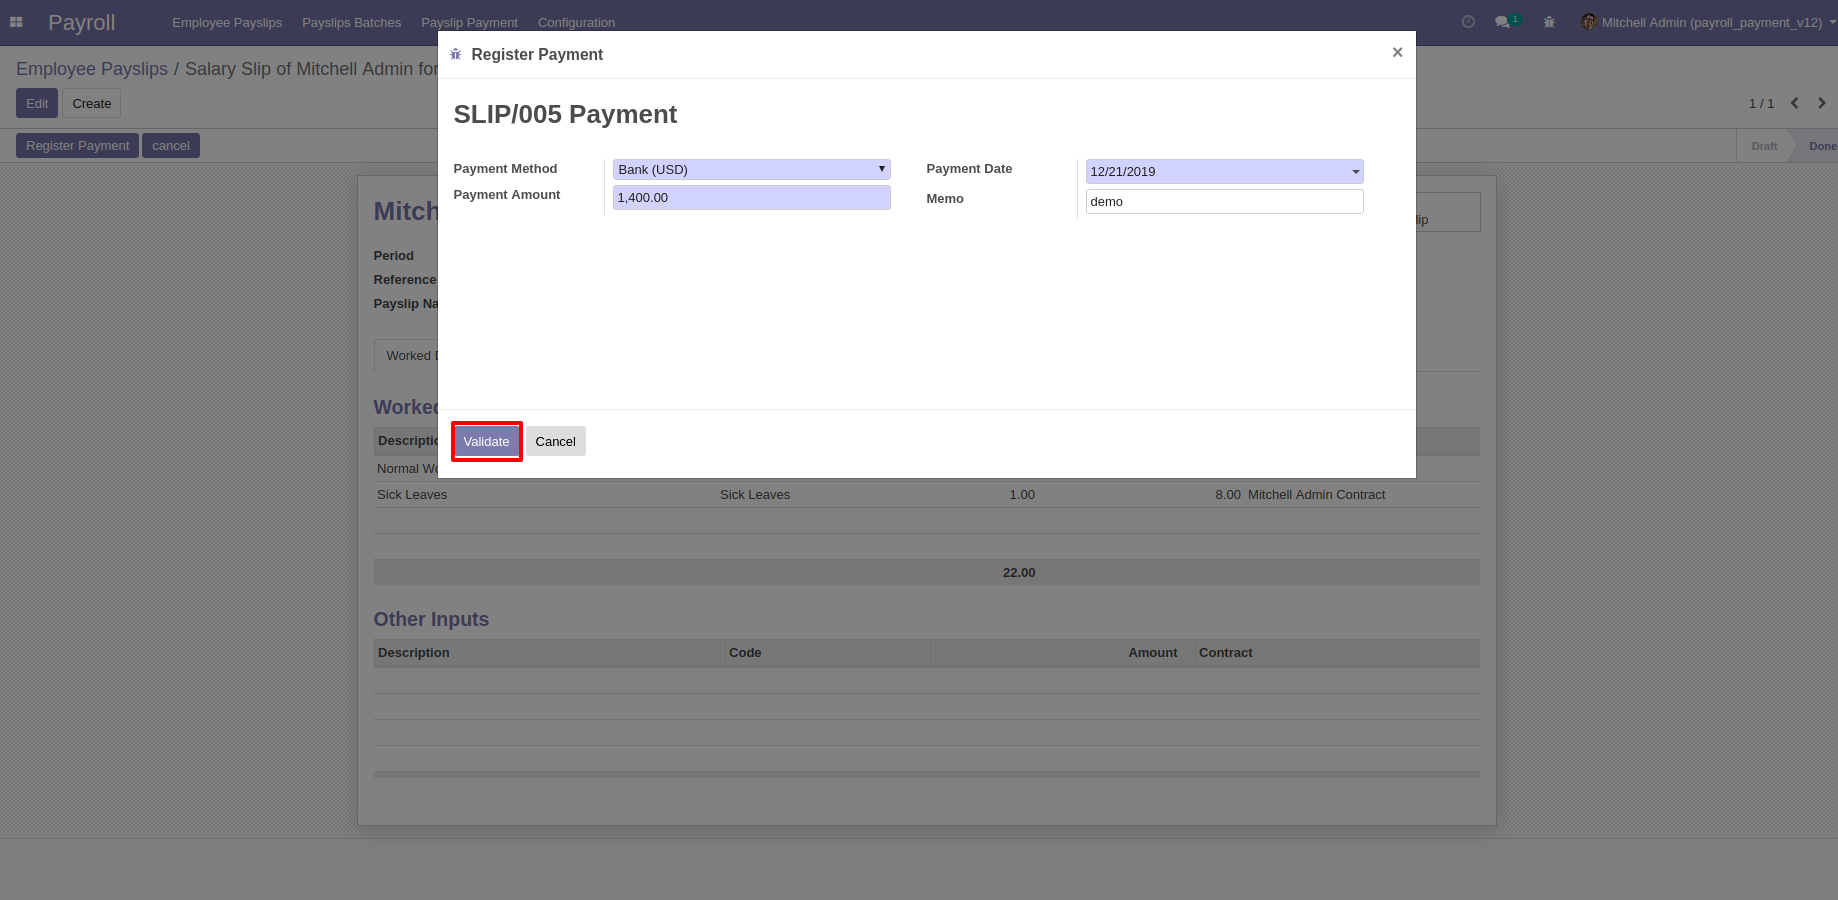 Payroll Employee Payslips Payslips Batches Payslip Payment Configuration 1 Mitchell Admin (payroll_payment_v12)
Register Payment ×
Employee Payslips / Salary Slip of Mitchell Admin for
Edit Create 1 / 1
SLIP/005 Payment
Register Payment cancel Draft Done
Payment Method Bank (USD) Payment Date 12/21/2019
Payment Amount 1,400.00 Memo demo
Mitch
lip
Period
Reference
Payslip Na
Worked D
Worked
Descriptio
Validate Cancel
Normal Wo
Sick Leaves Sick Leaves 1.00 8.00 Mitchell Admin Contract
22.00
Other Inputs
Description Code Amount Contract